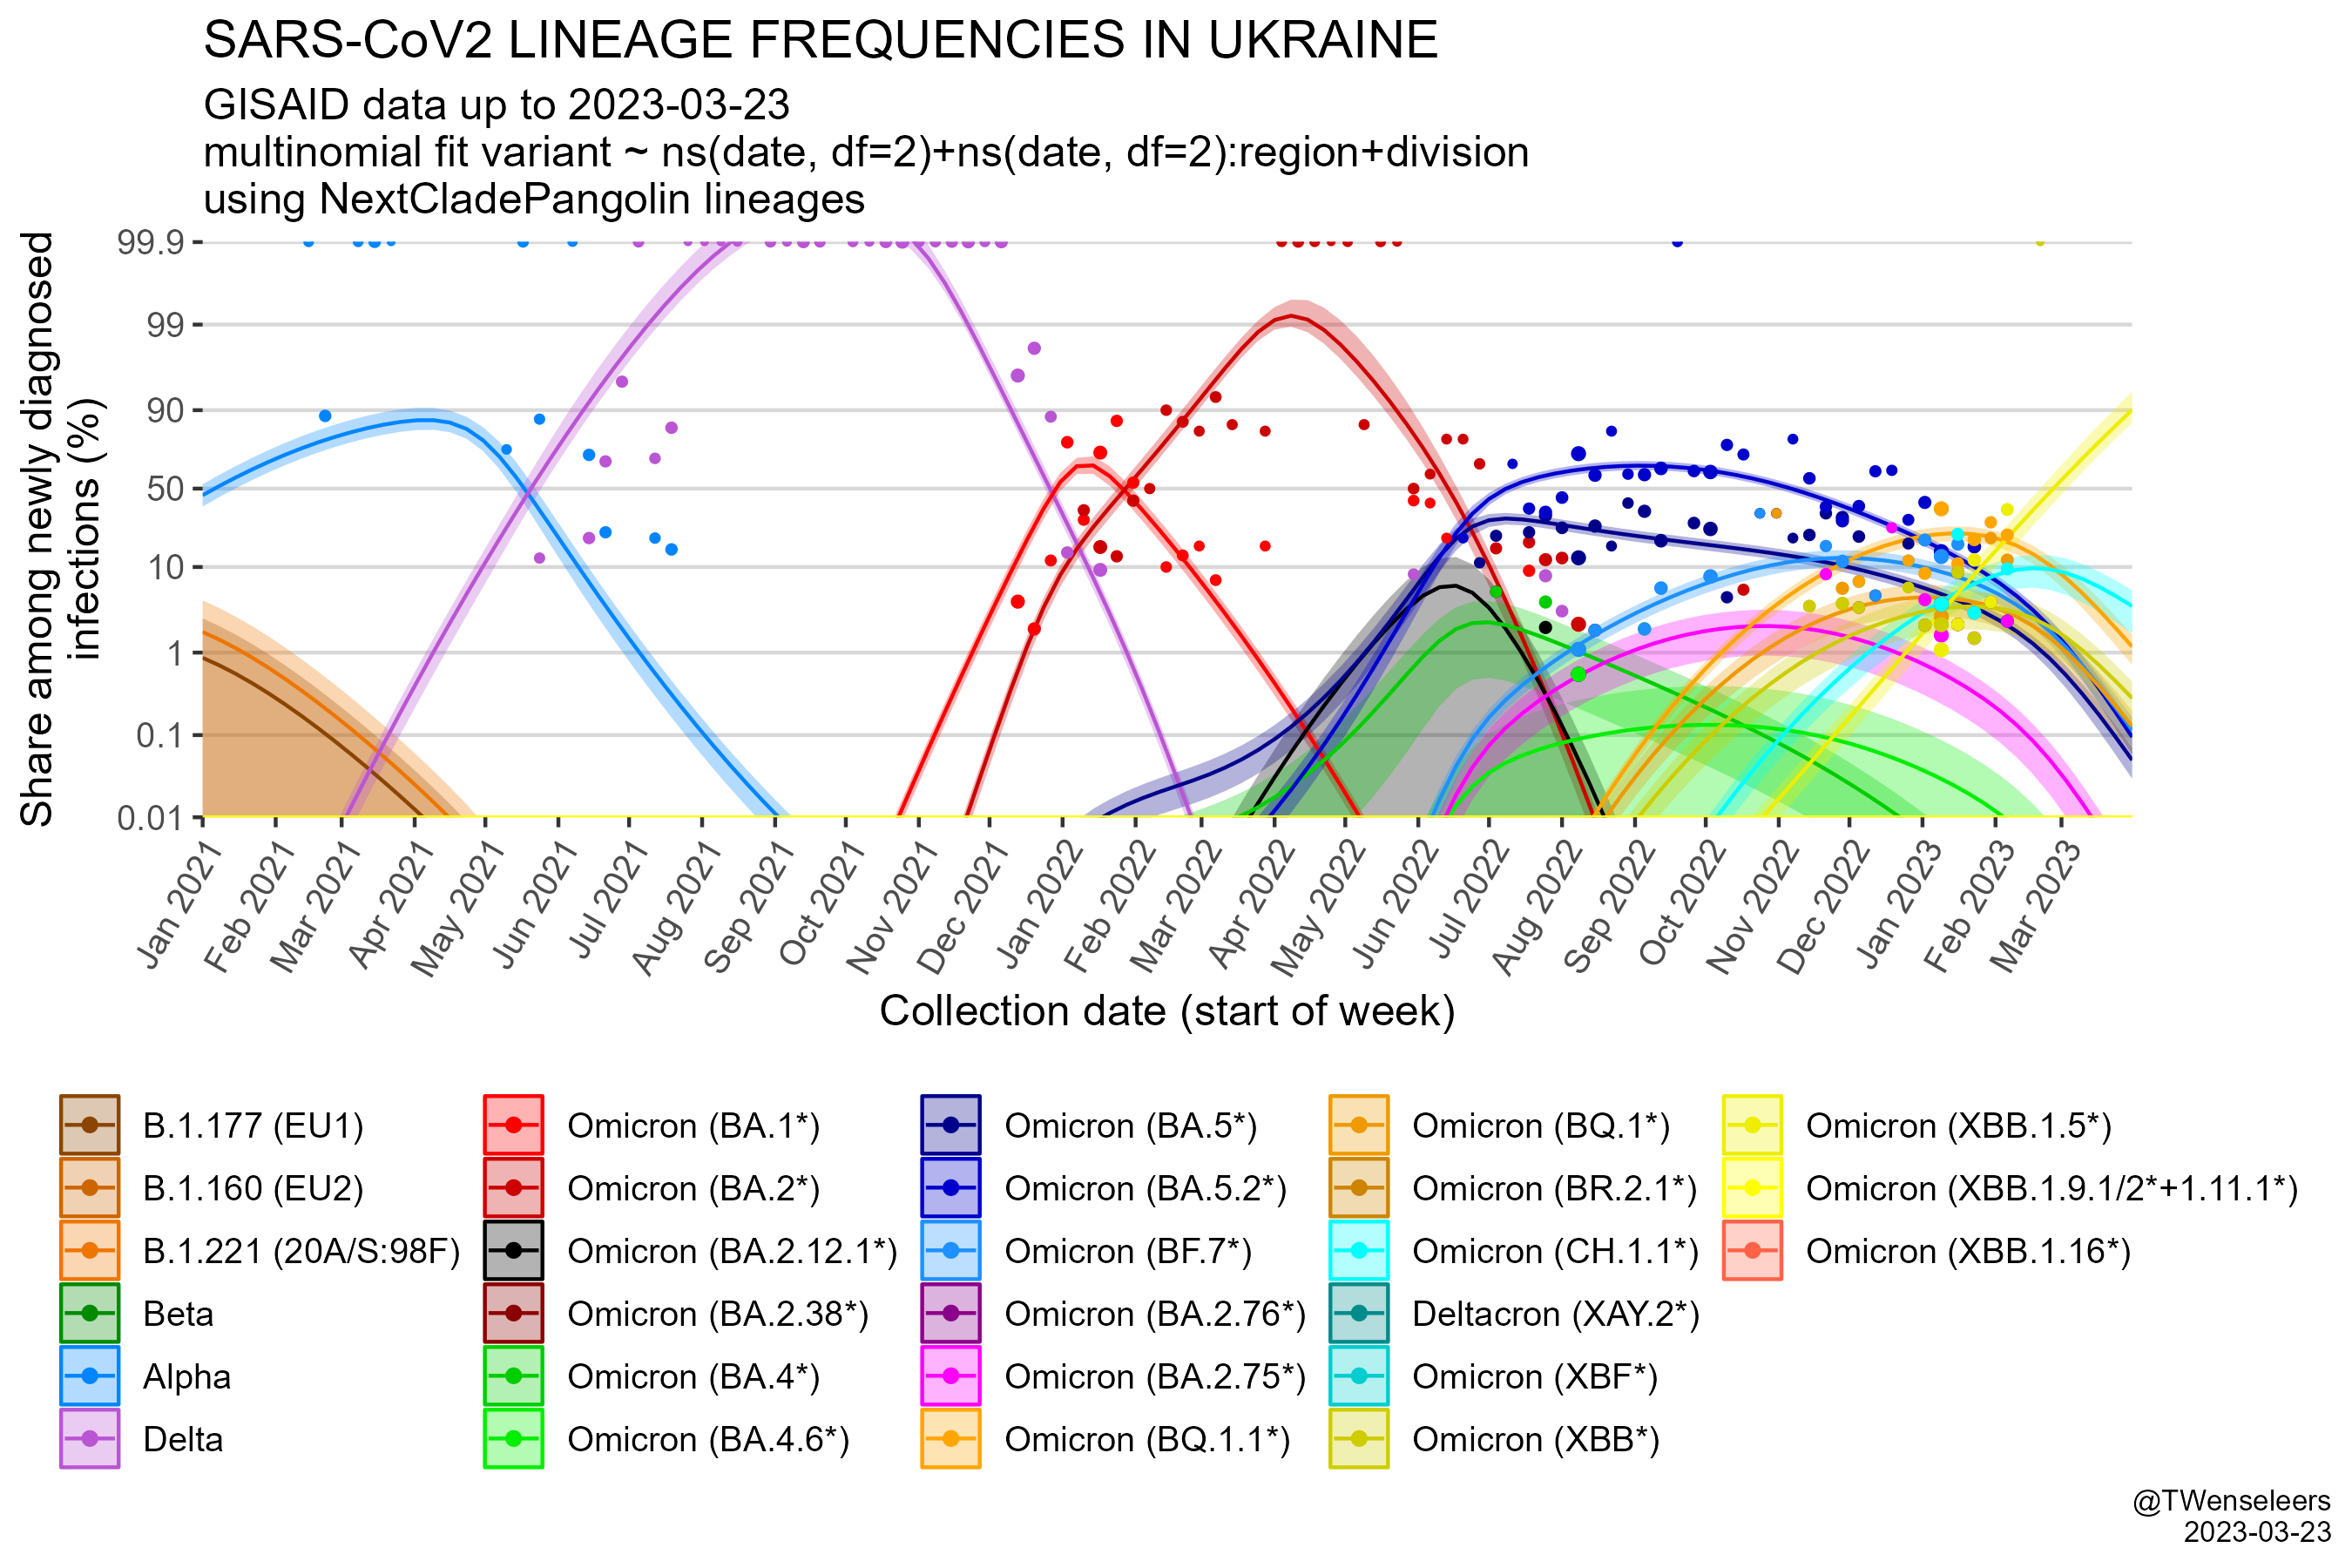 SARS-CoV2 LINEAGE FREQUENCIES IN UKRAINE
GISAID data up to 2023-03-23
multinomial fit variant ~ ns(date, df=2)+ns(date, df=2):region+division
using NextCladePangolin lineages
Share among newly diagnosed
infections (%)
99.9
99
90
50
10
1
0.1
0.01
Jan 2021
Feb 2021
Mar 2021
Apr 2021
May 2021
Jun 2021
Jul 2021
Aug 2021
Sep 2021
Oct 2021
Nov 2021
Dec 2021
Jan 2022
Feb 2022
Mar 2022
Apr 2022
May 2022
Jun 2022
Jul 2022
Aug 2022
Sep 2022
Oct 2022
Nov 2022
Dec 2022
Jan 2023
Feb 2023
Mar 2023
Collection date (start of week)
B.1.177 (EU1)
B.1.160 (EU2)
B.1.221 (20A/S:98F)
Beta
Alpha
Delta
Omicron (BA.1*)
Omicron (BA.2*)
Omicron (BA.2.12.1*)
Omicron (BA.2.38*)
Omicron (BA.4*)
Omicron (BA.4.6*)
Omicron (BA.5*)
Omicron (BA.5.2*)
Omicron (BF.7*)
Omicron (BA.2.76*)
Omicron (BA.2.75*)
Omicron (BQ.1.1*)
Omicron (BQ.1*)
Omicron (BR.2.1*)
Omicron (CH.1.1*)
Deltacron (XAY.2*)
Omicron (XBF*)
Omicron (XBB*)
Omicron (XBB.1.5*)
Omicron (XBB.1.9.1/2*+1.11.1*)
Omicron (XBB.1.16*)
@TWenseleers
2023-03-23